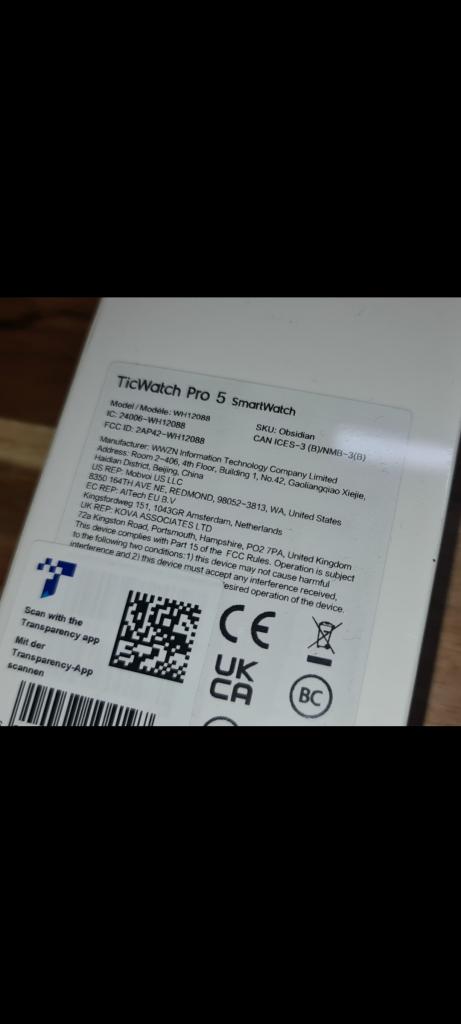 TicWatch Pro 5 SmartWatch
Model / Modèle: WH12088
SKU: Obsidian
IC: 24006-WH12088
CAN ICES-3 (B)/NMB-3(B)
FCC ID: 2AP42-WH12088
Manufacturer: WWZN Information Technology Company Limited
Address: Room 2-406, 4th Floor, Building 1, No.42, Gaoliangqiao Xiejie,
Haidian District, Beijing, China
US REP: Mobvoi US LLC
8350 164TH AVE NE, REDMOND, 98052-3813, WA, United States
EC REP: AITech EU B.V
Kingsfordweg 151, 1043GR Amsterdam, Netherlands
UK REP: KOVA ASSOCIATES LTD
72a Kingston Road, Portsmouth, Hampshire, PO2 7PA, United Kingdom
This device complies with Part 15 of the FCC Rules. Operation is subject
to the following two conditions:1) this device may not cause harmful
interference and 2) this device must accept any interference received,
esired operation of the device.
Scan with the
Transparency app
Mit der
Transparency-App
scannen
CE
UK
CA
BC